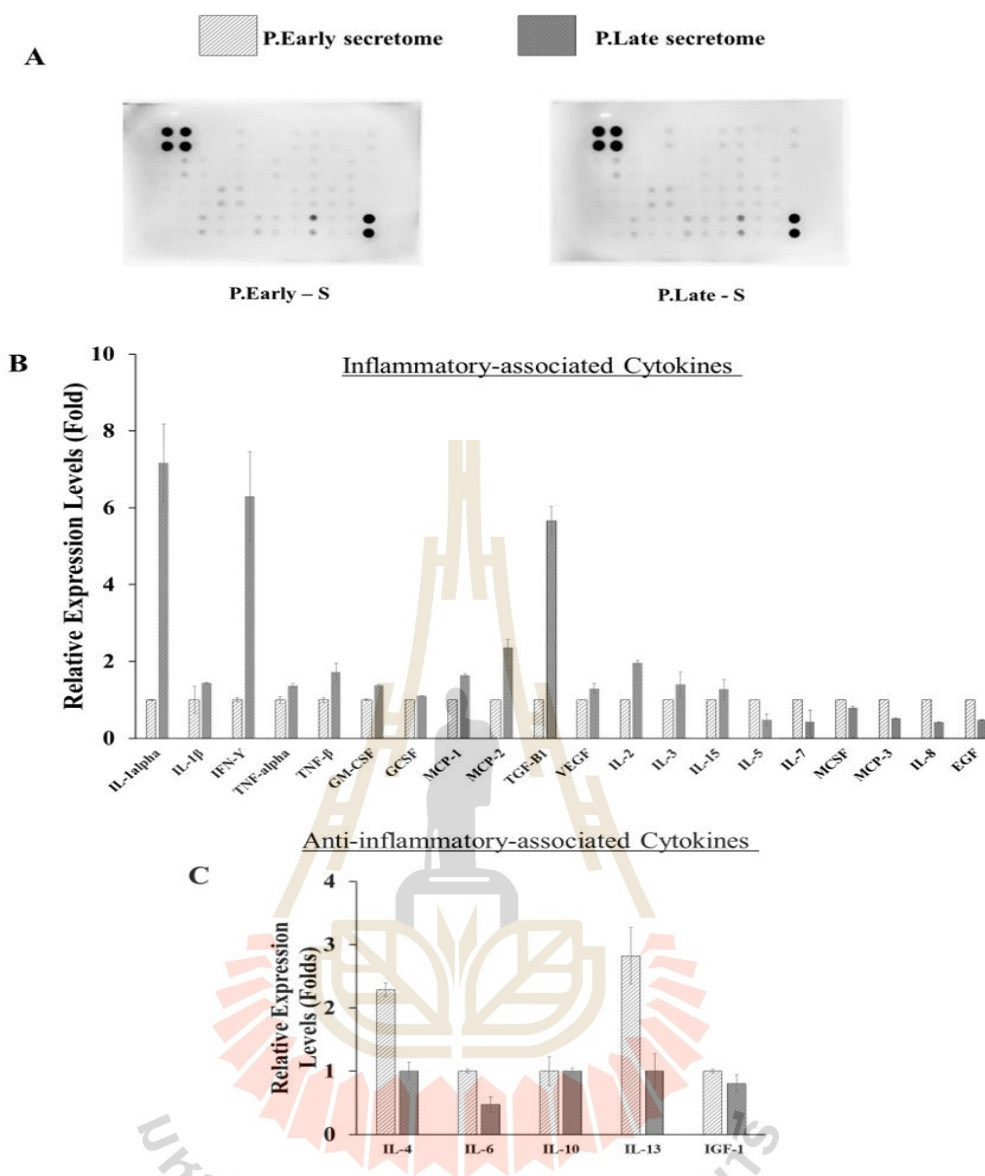 P.Early secretome P.Late secretome
A
P.Early – S P.Late - S
B
Inflammatory-associated Cytokines
Relative Expression Levels (Fold)
10
8
6
4
2
0
IL-1alpha IL-1β IFN-Y TNF-alpha TNF-β GM-CSF GCSF MCP-1 MCP-2 TGF-B1 VEGF IL-2 IL-3 IL-15 IL-5 IL-7 MCSF MCP-3 IL-8 EGF
Anti-inflammatory-associated Cytokines
C
Relative Expression
Levels (Folds)
4
3
2
1
0
IL-4 IL-6 IL-10 IL-13 IGF-1